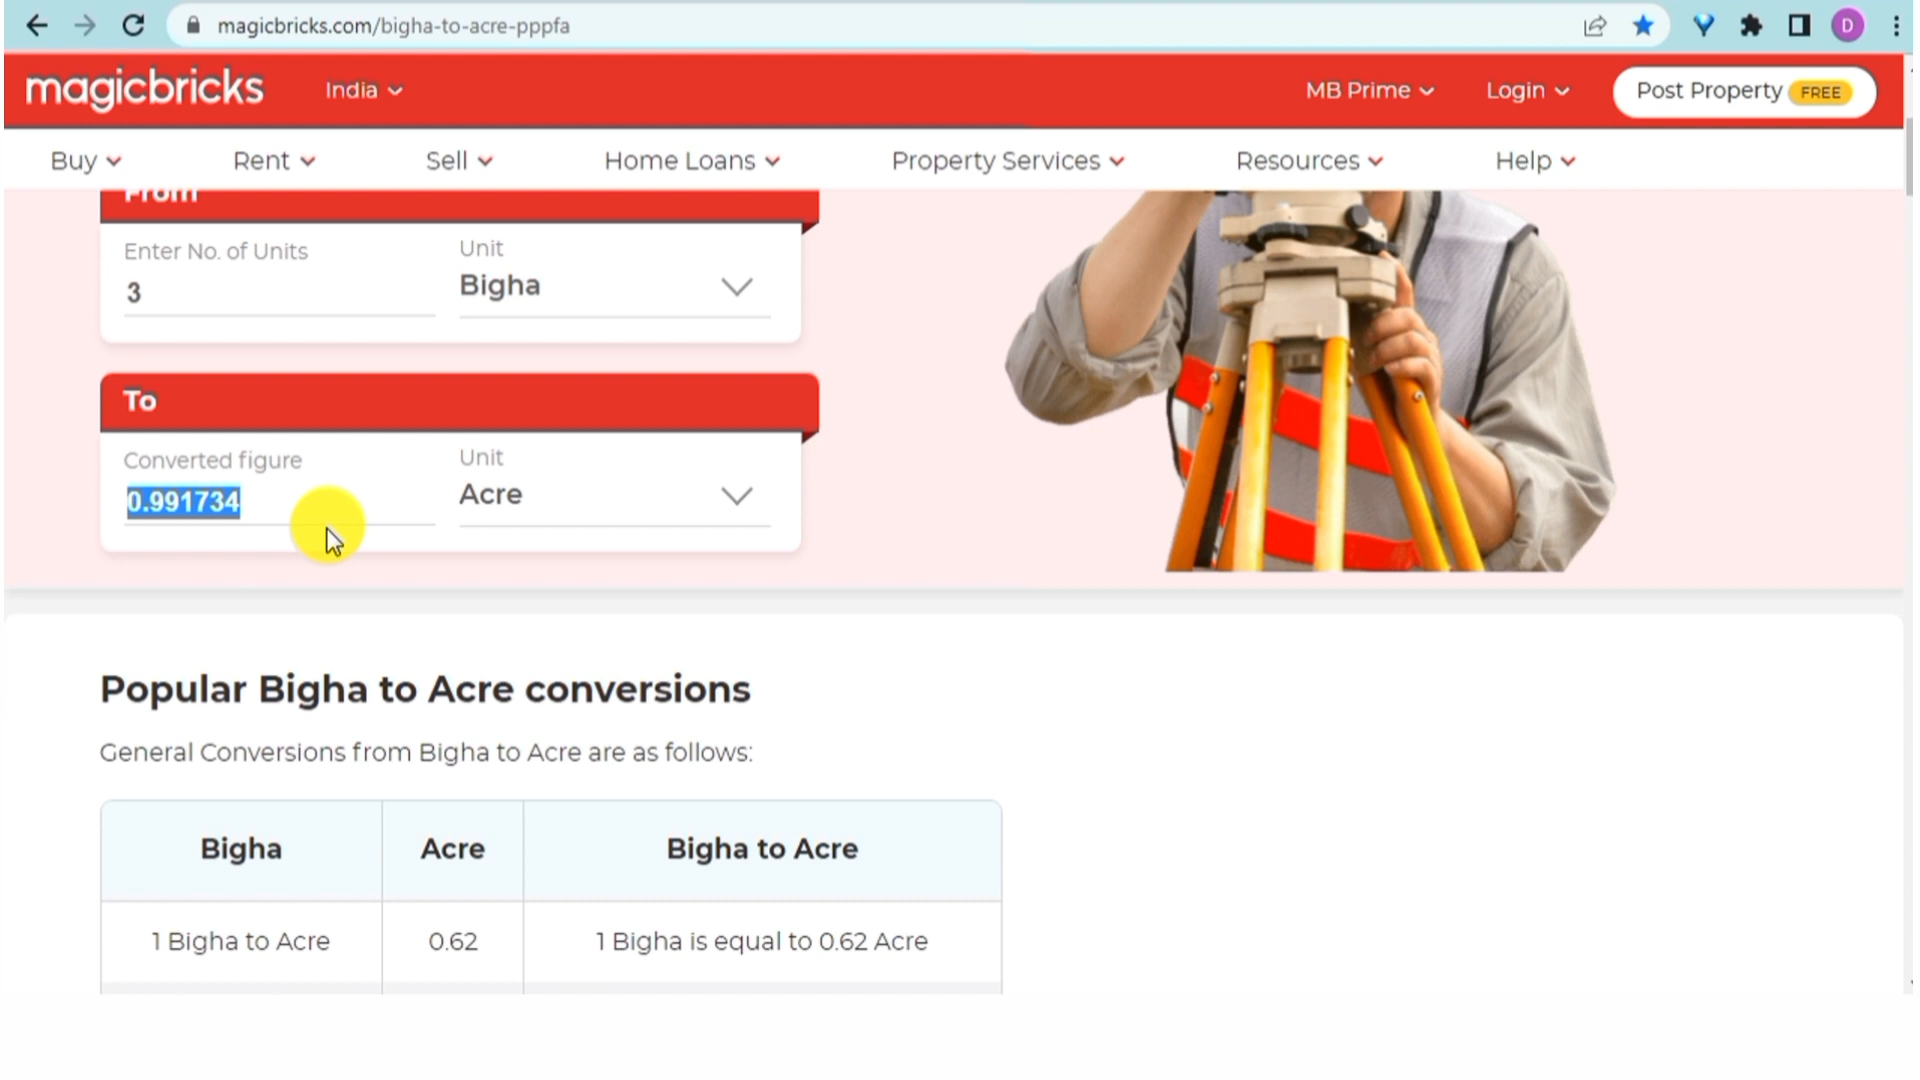 magicbricks.com/bigha-to-acre-pppfa
D
magicbricks
India
MB Prime
Login
Post Property FREE
Buy
Rent
Sell
Home Loans
Property Services
Resources
Help
From
Enter No. of Units
Unit
3
Bigha
To
Converted figure
Unit
0.991734
Acre
Popular Bigha to Acre conversions
General Conversions from Bigha to Acre are as follows:
Bigha
Acre
Bigha to Acre
1 Bigha to Acre
0.62
1 Bigha is equal to 0.62 Acre